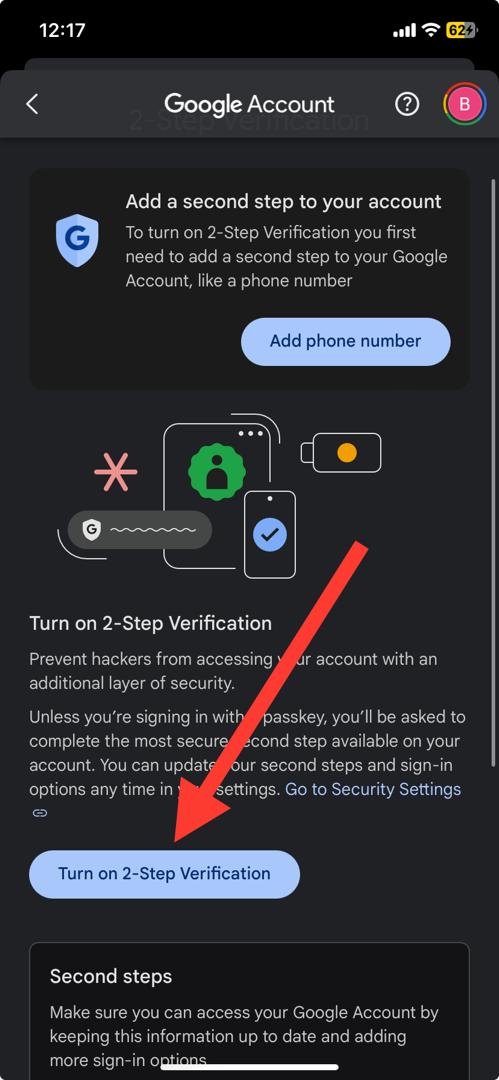 12:17
62
Google Account
B
2-Step Verification
Add a second step to your account
To turn on 2-Step Verification you first
need to add a second step to your Google
Account, like a phone number
Add phone number
G
Turn on 2-Step Verification
Prevent hackers from accessing your account with an
additional layer of security.
Unless you’re signing in with a passkey, you’ll be asked to
complete the most secure second step available on your
account. You can update your second steps and sign-in
options any time in your settings. Go to Security Settings
Turn on 2-Step Verification
Second steps
Make sure you can access your Google Account by
keeping this information up to date and adding
more sign-in options